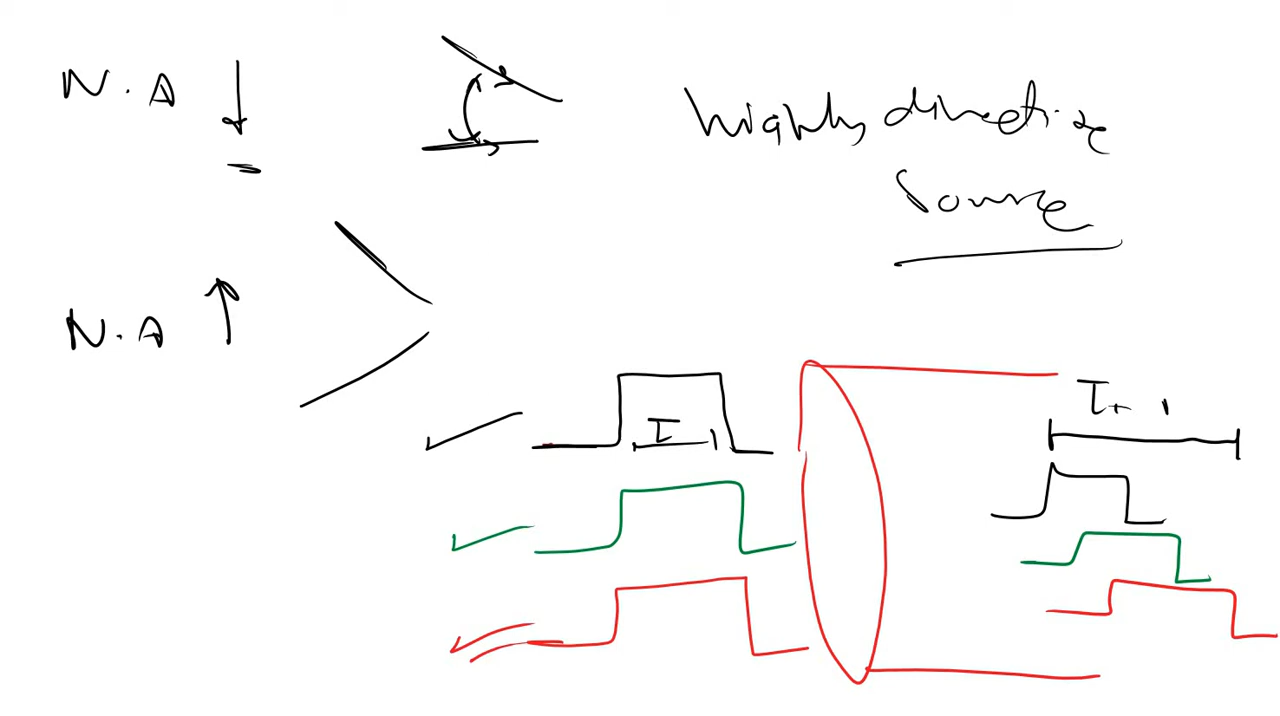 N.A ↓
highly directive
source
N.A ↑
T
T+